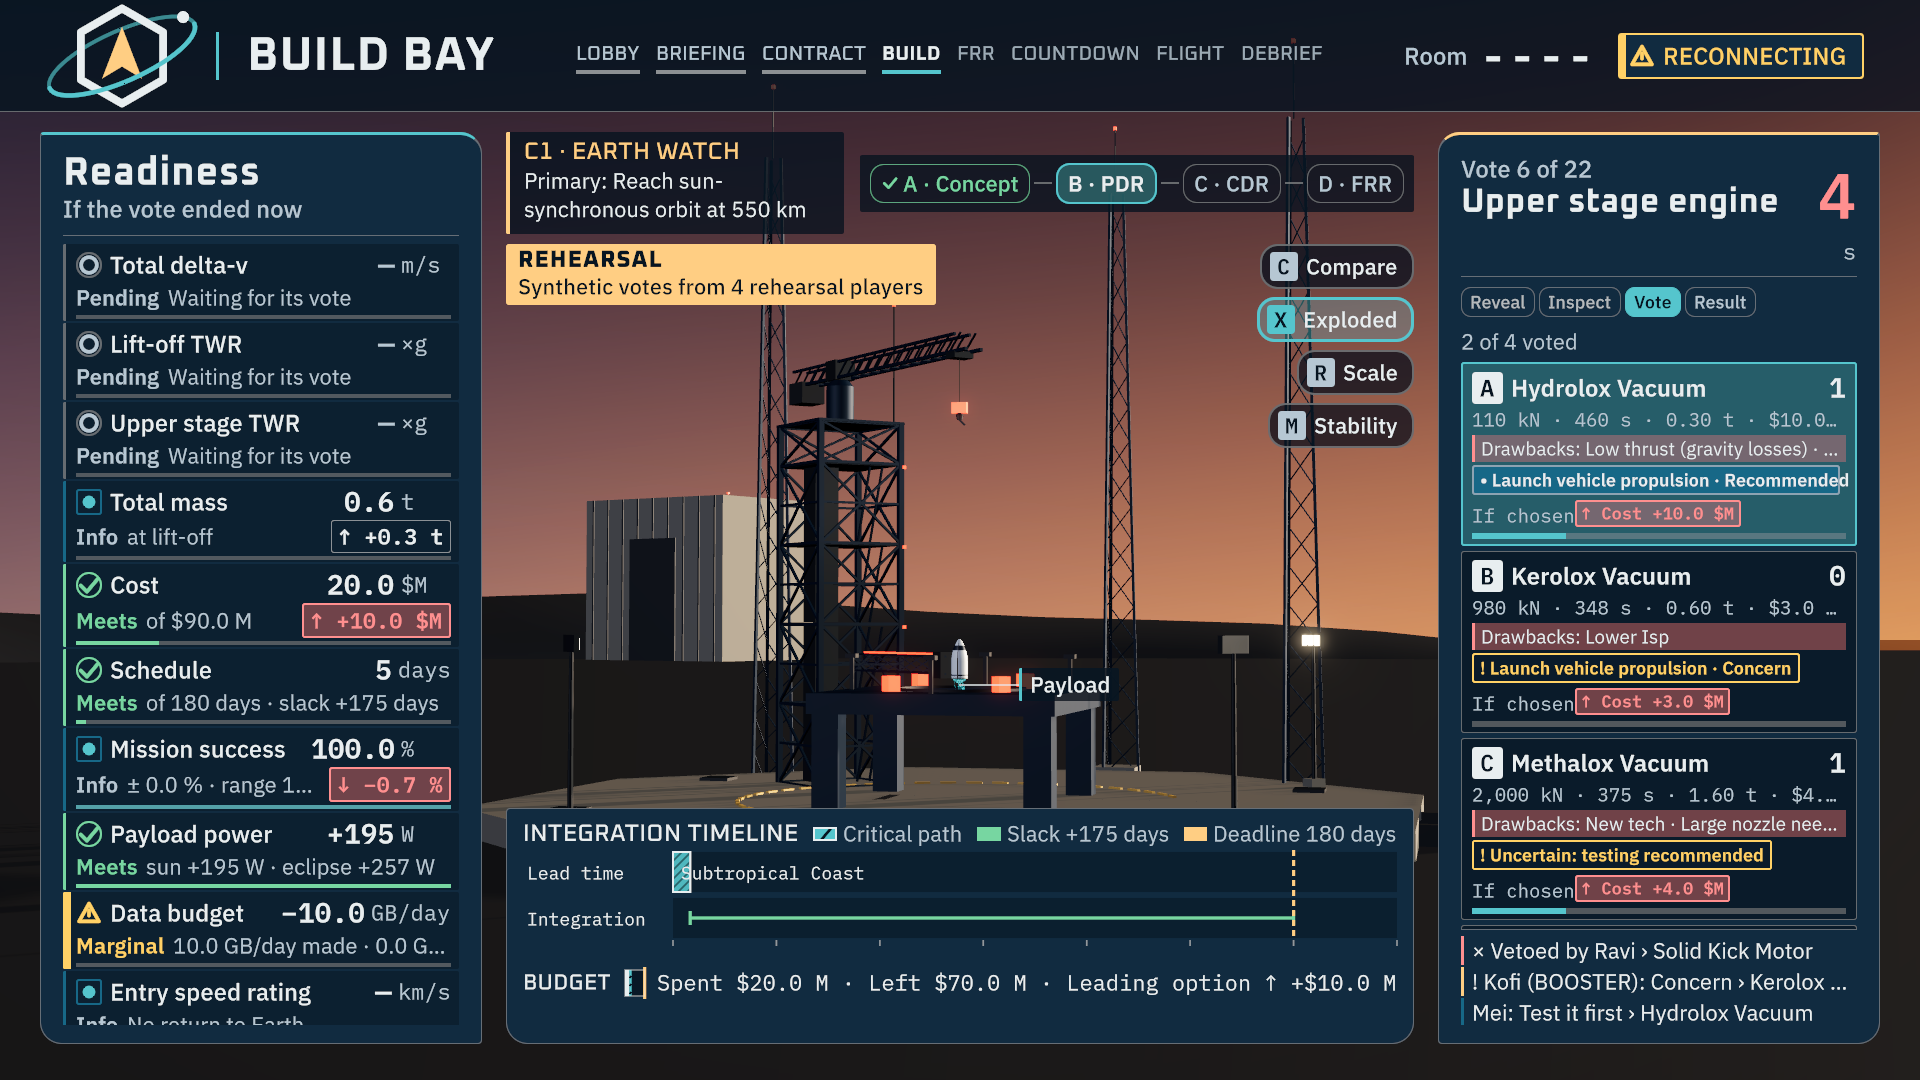 BUILD BAY
LOBBY BRIEFING CONTRACT BUILD FRR COUNTDOWN FLIGHT DEBRIEF
Room – – – –
RECONNECTING
Readiness
If the vote ended now
Total delta-v – m/s
Pending Waiting for its vote
Lift-off TWR – ×g
Pending Waiting for its vote
Upper stage TWR – ×g
Pending Waiting for its vote
Total mass 0.6 t
Info at lift-off ↑ +0.3 t
Cost 20.0 $M
Meets of $90.0 M ↑ +10.0 $M
Schedule 5 days
Meets of 180 days · slack +175 days
Mission success 100.0 %
Info ± 0.0 % · range 1… ↓ −0.7 %
Payload power +195 W
Meets sun +195 W · eclipse +257 W
Data budget −10.0 GB/day
Marginal 10.0 GB/day made · 0.0 G…
Entry speed rating – km/s
Info No return to Earth
C1 · EARTH WATCH
Primary: Reach sun-
synchronous orbit at 550 km
✓ A · Concept B · PDR C · CDR D · FRR
REHEARSAL
Synthetic votes from 4 rehearsal players
C Compare
X Exploded
R Scale
M Stability
Payload
INTEGRATION TIMELINE Critical path Slack +175 days Deadline 180 days
Lead time Subtropical Coast
Integration
BUDGET Spent $20.0 M · Left $70.0 M · Leading option ↑ +$10.0 M
Vote 6 of 22
Upper stage engine 4
s
Reveal Inspect Vote Result
2 of 4 voted
A Hydrolox Vacuum 1
110 kN · 460 s · 0.30 t · $10.0…
Drawbacks: Low thrust (gravity losses) · …
• Launch vehicle propulsion · Recommended
If chosen ↑ Cost +10.0 $M
B Kerolox Vacuum 0
980 kN · 348 s · 0.60 t · $3.0 …
Drawbacks: Lower Isp
! Launch vehicle propulsion · Concern
If chosen ↑ Cost +3.0 $M
C Methalox Vacuum 1
2,000 kN · 375 s · 1.60 t · $4.…
Drawbacks: New tech · Large nozzle nee…
! Uncertain: testing recommended
If chosen ↑ Cost +4.0 $M
× Vetoed by Ravi › Solid Kick Motor
! Kofi (BOOSTER): Concern › Kerolox …
Mei: Test it first › Hydrolox Vacuum